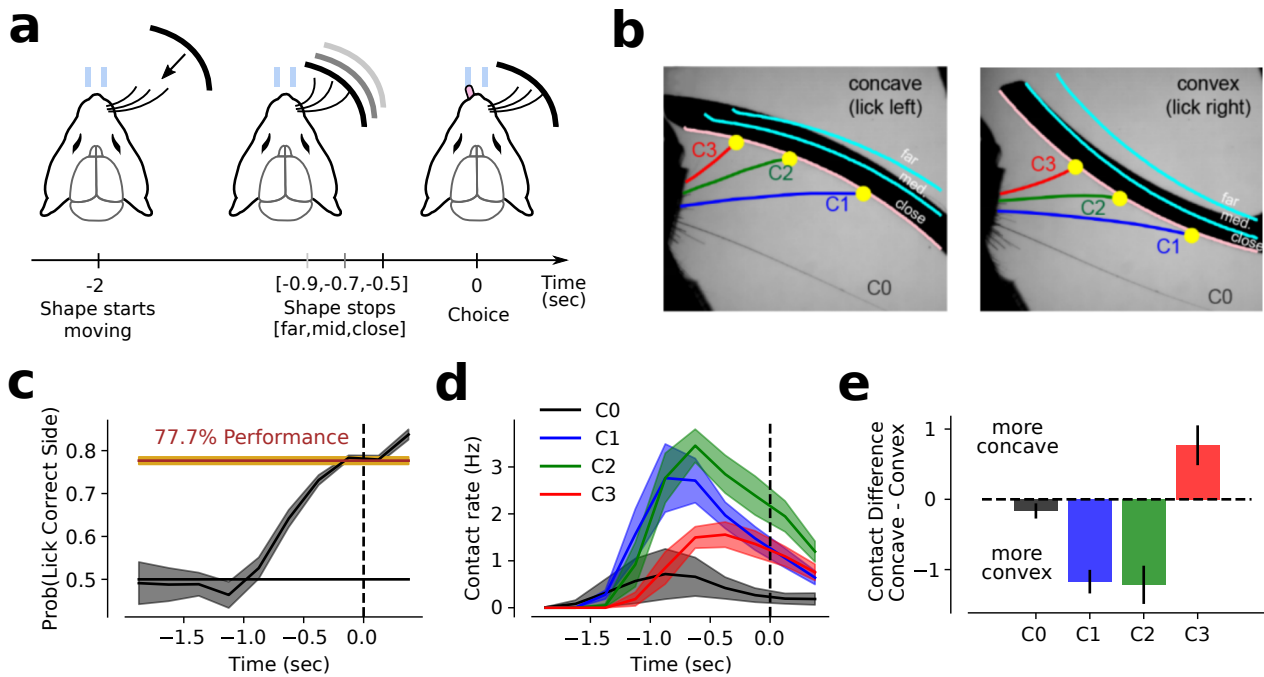 a
-2
Shape starts
moving
[-0.9,-0.7,-0.5]
Shape stops
[far,mid,close]
0
Choice
Time
(sec)
b
concave
(lick left)
C3
C2
C1
far
med.
close
C0
convex
(lick right)
C3
C2
C1
far
med.
close
C0
c
Prob(Lick Correct Side)
77.7% Performance
0.8
0.7
0.6
0.5
−1.5
−1.0
−0.5
0.0
Time (sec)
d
Contact rate (Hz)
C0
C1
C2
C3
3
2
1
0
−1.5
−1.0
−0.5
0.0
Time (sec)
e
Contact Difference
Concave - Convex
more
concave
more
convex
1
0
−1
C0
C1
C2
C3